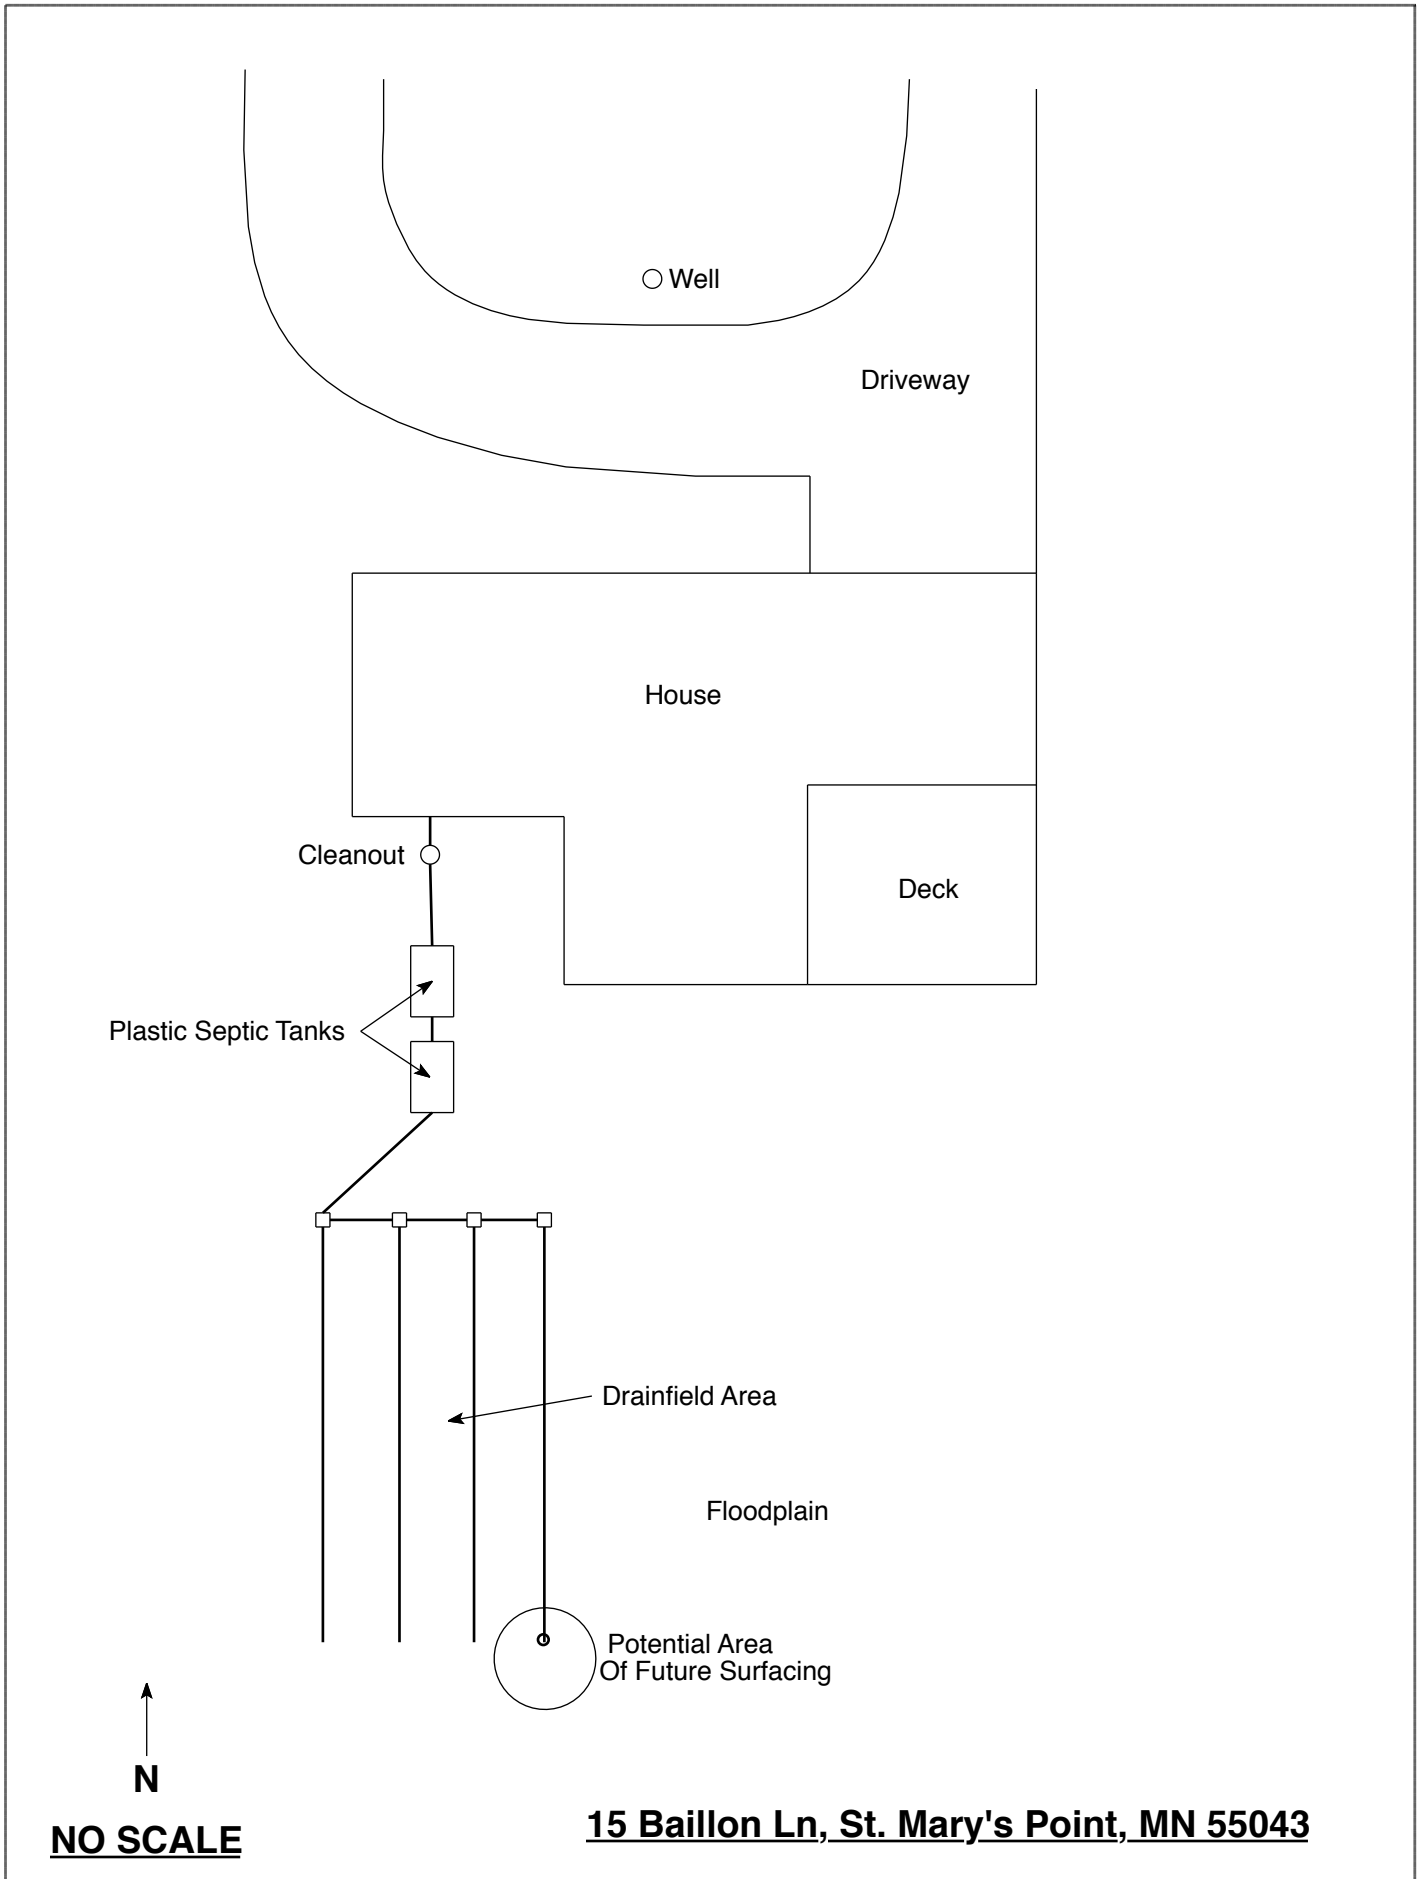 Well
Driveway
House
Cleanout
Deck
Plastic Septic Tanks
Drainfield Area
Floodplain
Potential Area
Of Future Surfacing
N
NO SCALE
15 Baillon Ln, St. Mary's Point, MN 55043